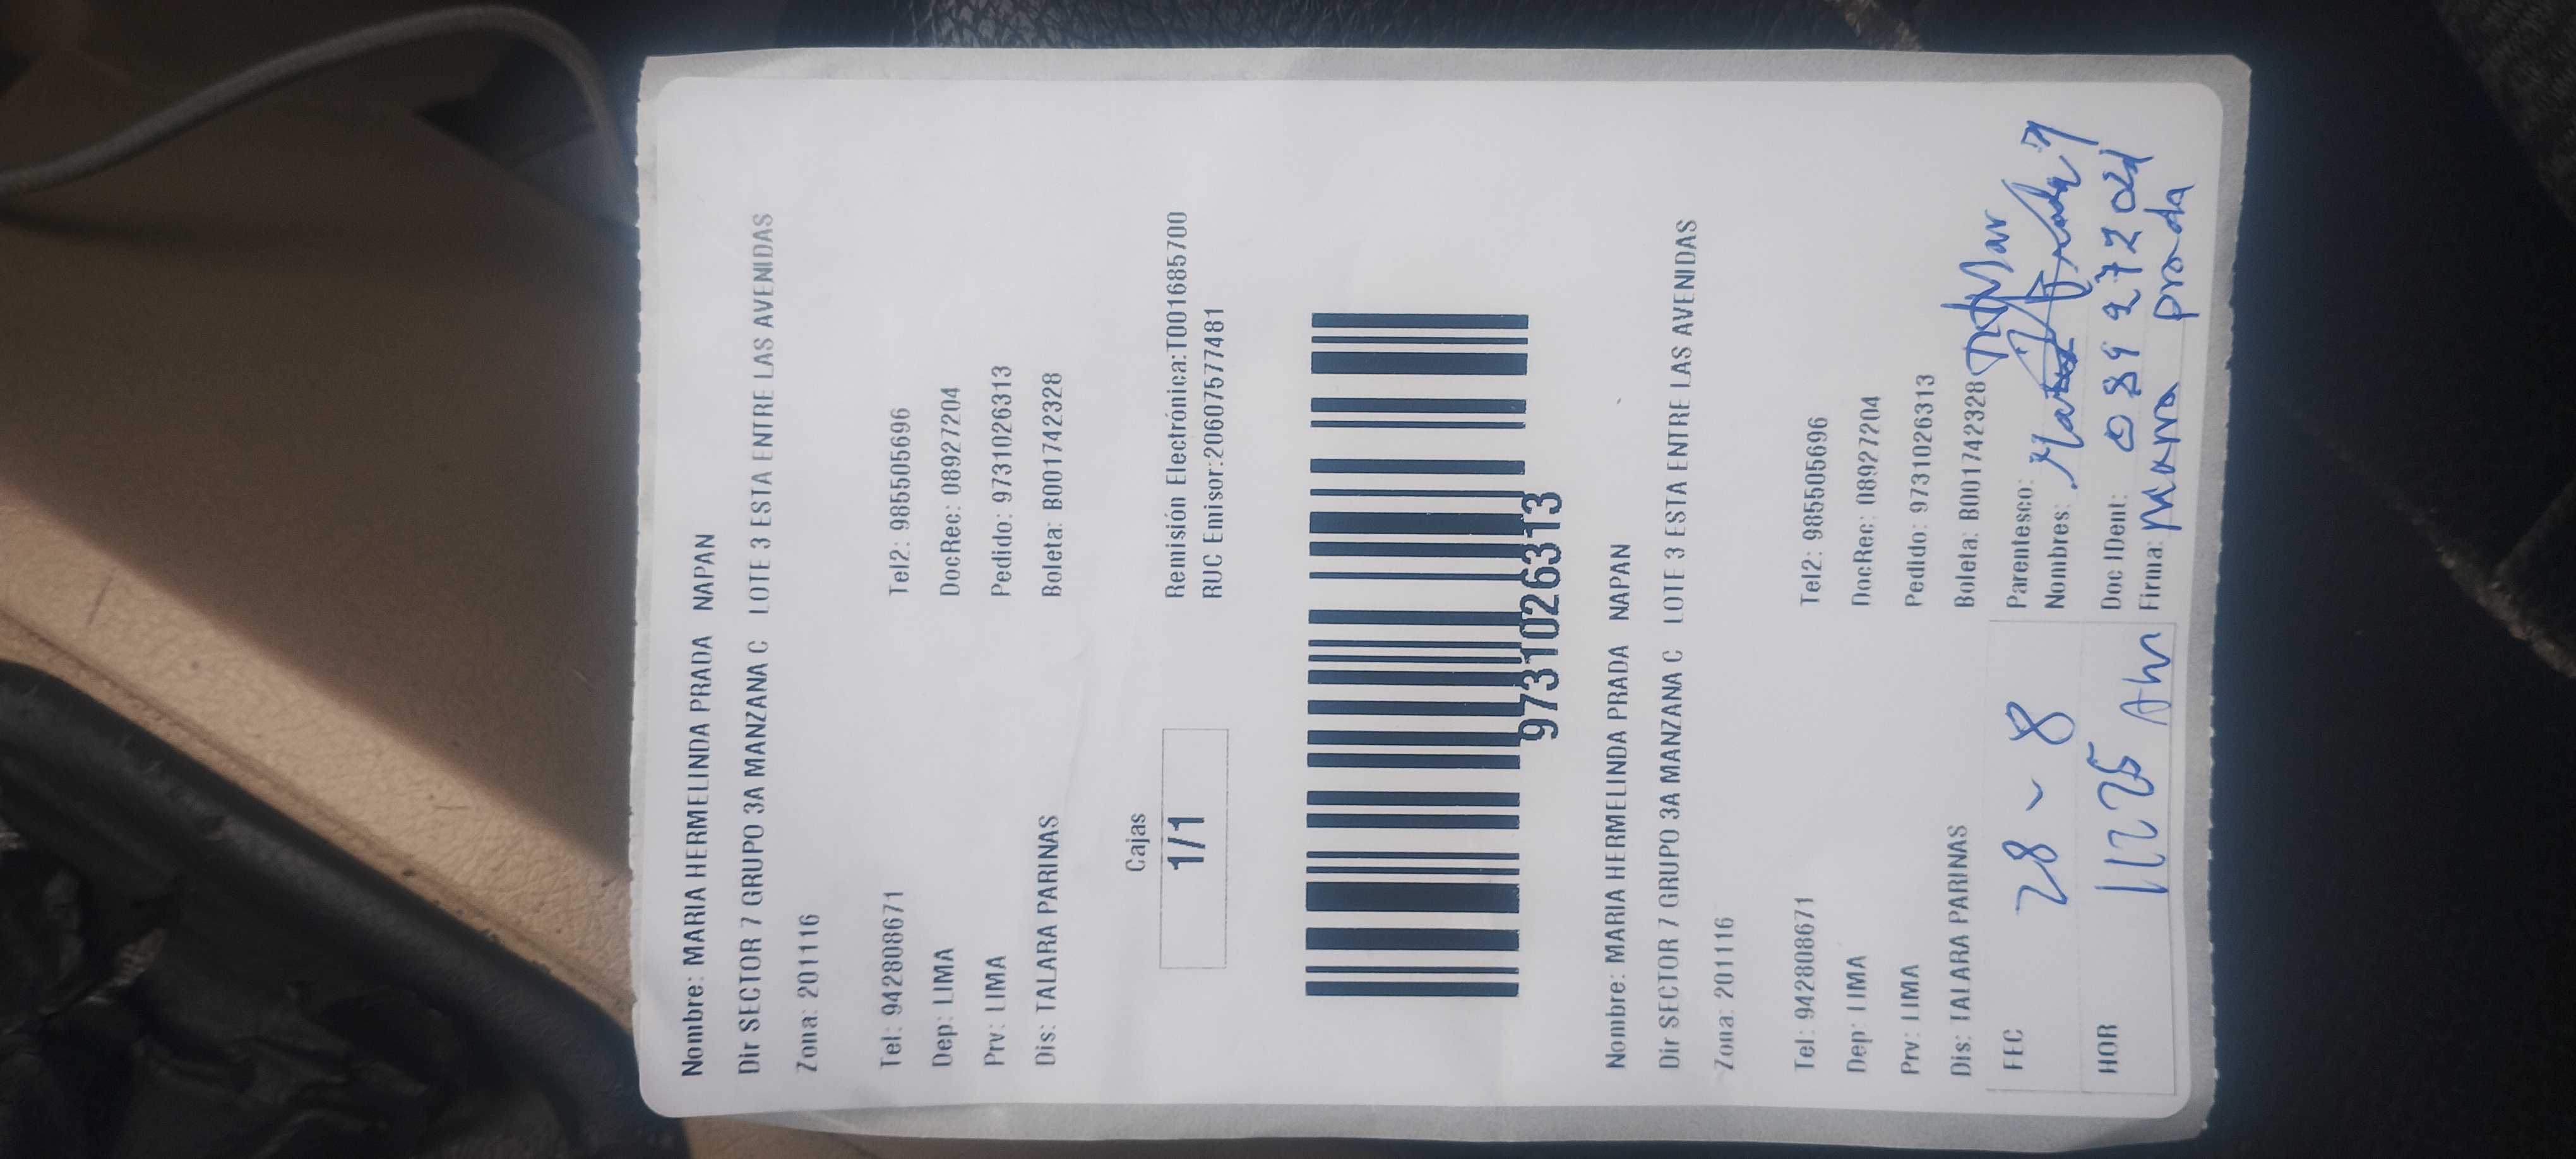 Nombre: MARIA HERMELINDA PRADA NAPAN
Dir SECTOR 7 GRUPO 3A MANZANA C LOTE 3 ESTA ENTRE LAS AVENIDAS
Zona: 201116
Tel: 942808671 Tel2: 985505696
Dep: LIMA DocRec: 08927204
Prv: LIMA Pedido: 9731026313
Dis: TALARA PARINAS Boleta: B001742328
Cajas
1/1
Remisión Electrónica:T001685700
RUC Emisor:20607577481
9731026313
Nombre: MARIA HERMELINDA PRADA NAPAN
Dir SECTOR 7 GRUPO 3A MANZANA C LOTE 3 ESTA ENTRE LAS AVENIDAS
Zona: 201116
Tel: 942808671 Tel2: 985505696
Dep: LIMA DocRec: 08927204
Prv: LIMA Pedido: 9731026313
Dis: TALARA PARINAS Boleta: B001742328
FEC 28-8 Parentesco:
Nombres:
HOR 1125 Am Doc IDent: 08927204
Firma: Maria prada